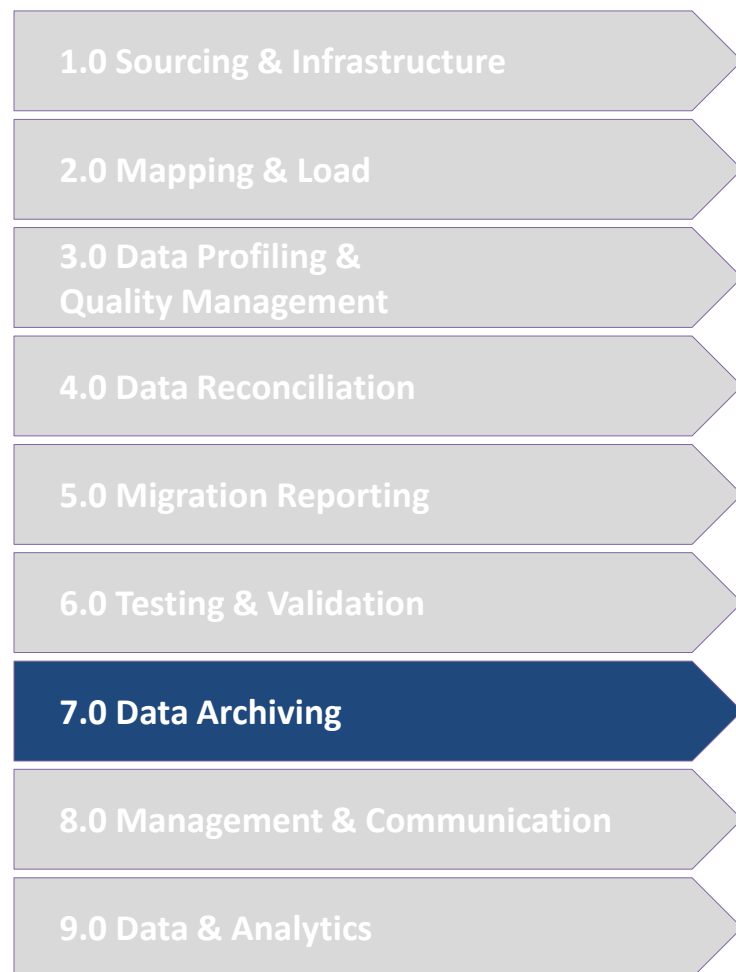 1.0 Sourcing & Infrastructure
2.0 Mapping & Load
3.0 Data Profiling &
Quality Management
4.0 Data Reconciliation
5.0 Migration Reporting
6.0 Testing & Validation
7.0 Data Archiving
8.0 Management & Communication
9.0 Data & Analytics